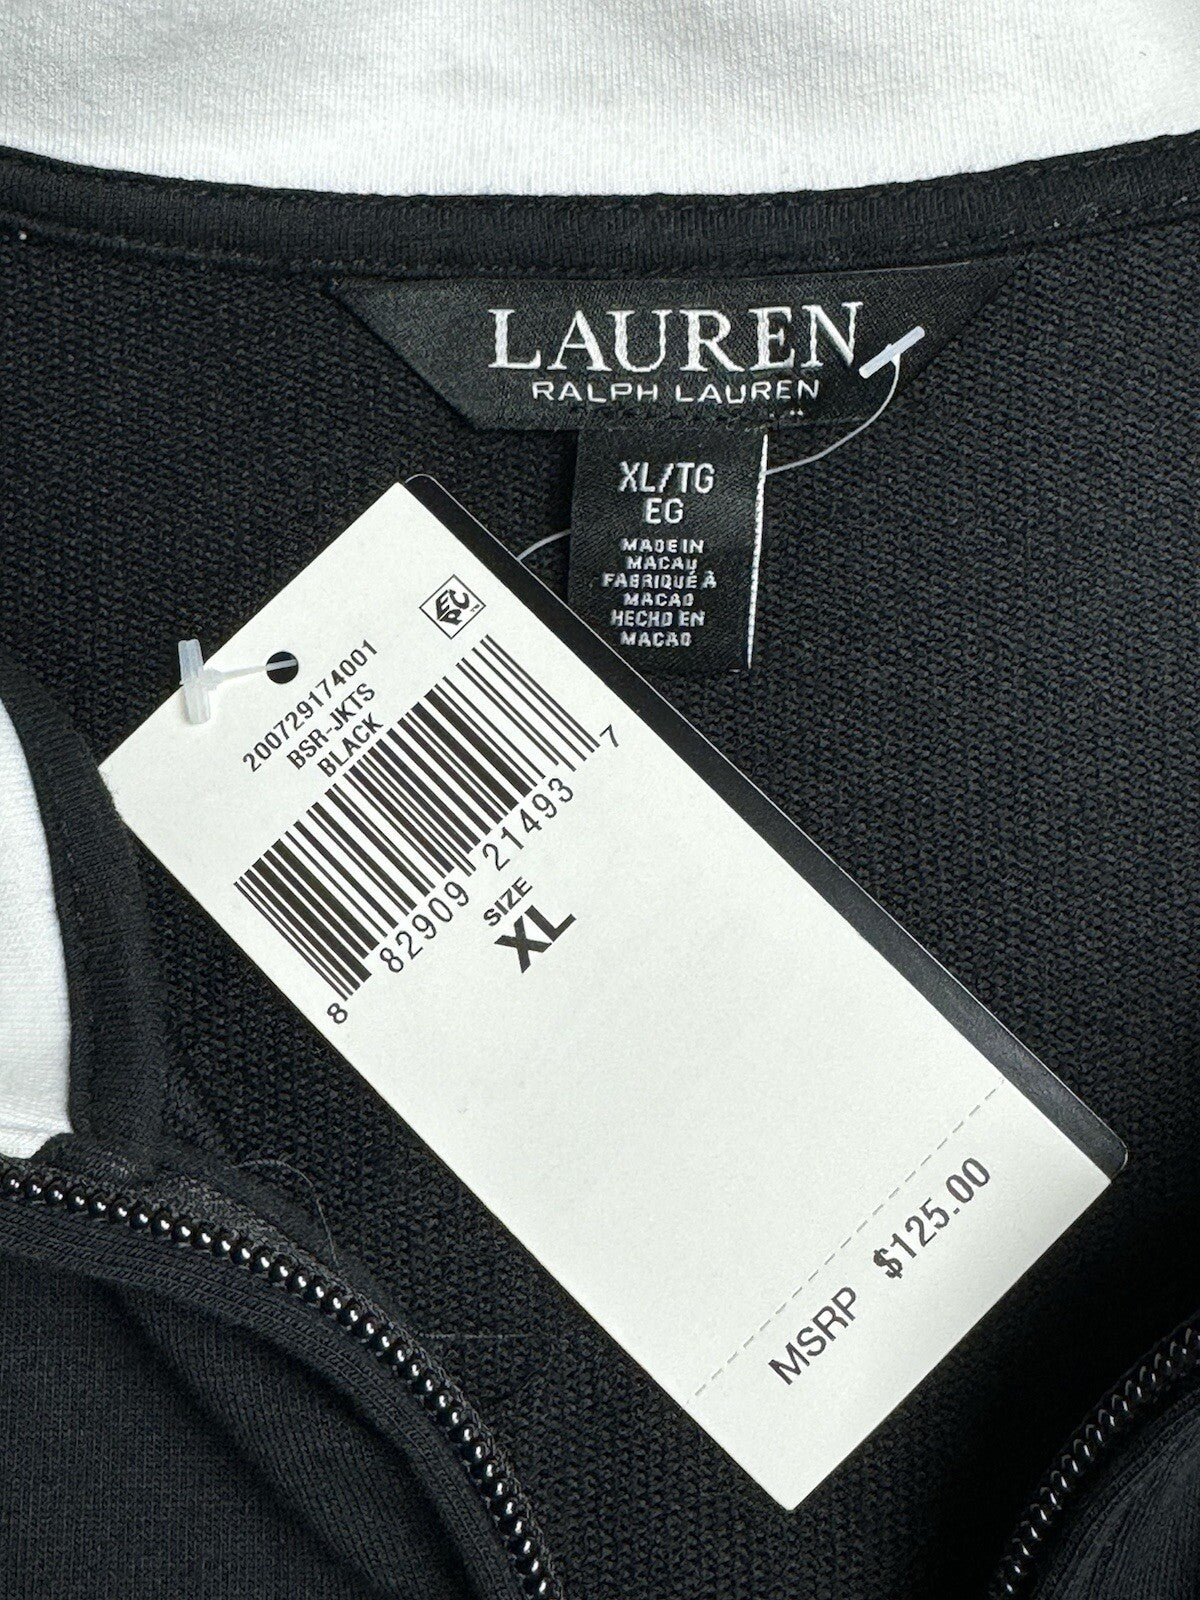 LAUREN
RALPH LAUREN
XL/TG
EG
MADE IN
MACAU
FABRIQUÉ À
MACAO
HECHO EN
MACAO
EPC
200729174001
BSR-JKTS
BLACK
8 82909 21493 7
SIZE
XL
MSRP $125.00